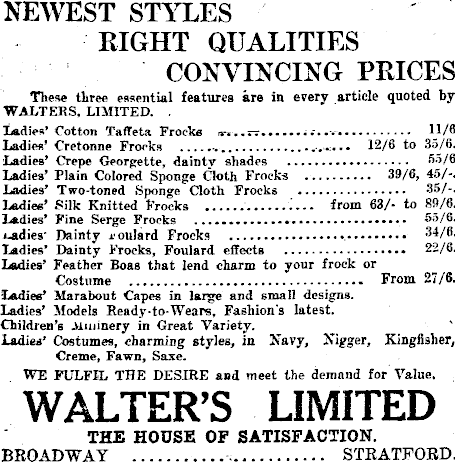 NEWEST STYLES
RIGHT QUALITIES
CONVINCING PRICES
These three essential features are in every article quoted by
WALTERS, LIMITED.
Ladies' Cotton Taffeta Frocks .................... 11/6
Ladies' Cretonne Frocks .................... 12/6 to 35/6.
Ladies' Crepe Georgette, dainty shades .................... 55/6
Ladies' Plain Colored Sponge Cloth Frocks .......... 39/6, 45/-.
Ladies' Two-toned Sponge Cloth Frocks .................... 35/-.
Ladies' Silk Knitted Frocks .................... from 63/- to 89/6.
Ladies' Fine Serge Frocks .................... 55/6.
Ladies' Dainty Foulard Frocks .................... 34/6
Ladies' Dainty Frocks, Foulard effects .................... 22/6.
Ladies' Feather Boas that lend charm to your frock or
Costume .................... From 27/6.
Ladies' Marabout Capes in large and small designs.
Ladies' Models Ready-to-Wears, Fashion's latest.
Children's Millinery in Great Variety.
Ladies' Costumes, charming styles, in Navy, Nigger, Kingfisher,
Creme, Fawn, Saxe.
WE FULFIL THE DESIRE and meet the demand for Value.
WALTER'S LIMITED
THE HOUSE OF SATISFACTION.
BROADWAY .................... STRATFORD.